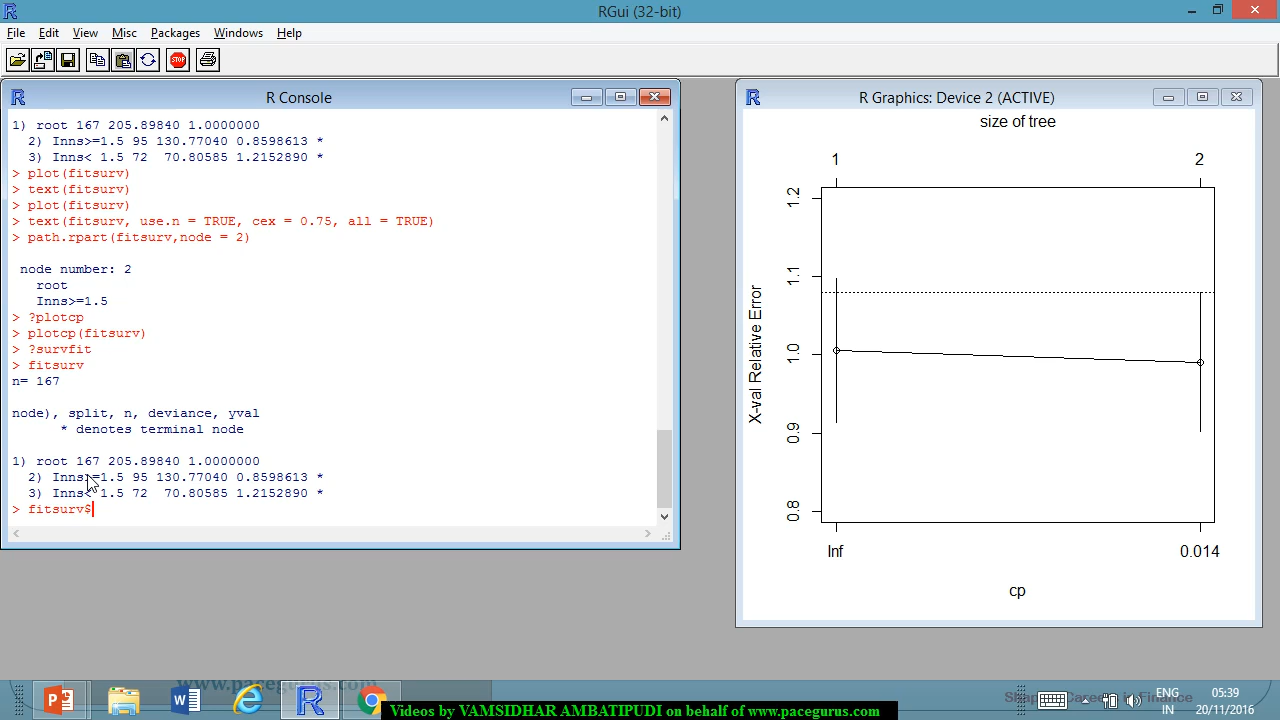 RGui (32-bit)
File Edit View Misc Packages Windows Help
R Console
1) root 167 205.89840 1.0000000
2) Inns>=1.5 95 130.77040 0.8598613 *
3) Inns< 1.5 72 70.80585 1.2152890 *
> plot(fitsurv)
> text(fitsurv)
> plot(fitsurv)
> text(fitsurv, use.n = TRUE, cex = 0.75, all = TRUE)
> path.rpart(fitsurv,node = 2)
node number: 2
root
Inns>=1.5
> ?plotcp
> plotcp(fitsurv)
> ?survfit
> fitsurv
n= 167
node), split, n, deviance, yval
* denotes terminal node
1) root 167 205.89840 1.0000000
2) Inns>=1.5 95 130.77040 0.8598613 *
3) Inns< 1.5 72 70.80585 1.2152890 *
> fitsurv$
R Graphics: Device 2 (ACTIVE)
size of tree
1 2
X-val Relative Error
1.2
1.1
1.0
0.9
0.8
Inf 0.014
cp
STOP
www.pacegurus.com
ENG
IN
05:39
20/11/2016
Videos by VAMSIDHAR AMBATIPUDI on behalf of www.pacegurus.com